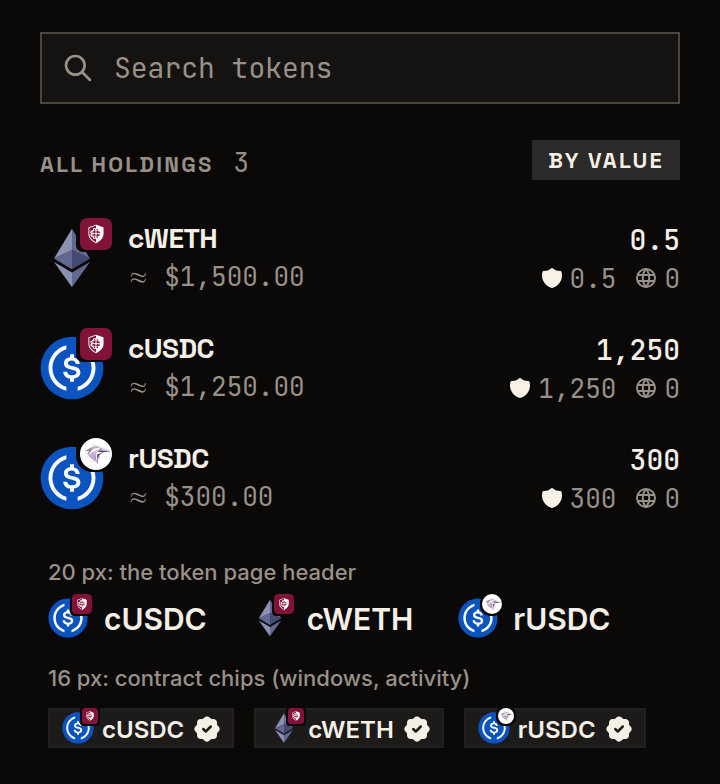 Search tokens
ALL HOLDINGS 3 BY VALUE
cWETH 0.5
≈ $1,500.00 0.5 0
cUSDC 1,250
≈ $1,250.00 1,250 0
rUSDC 300
≈ $300.00 300 0
20 px: the token page header
cUSDC cWETH rUSDC
16 px: contract chips (windows, activity)
cUSDC cWETH rUSDC